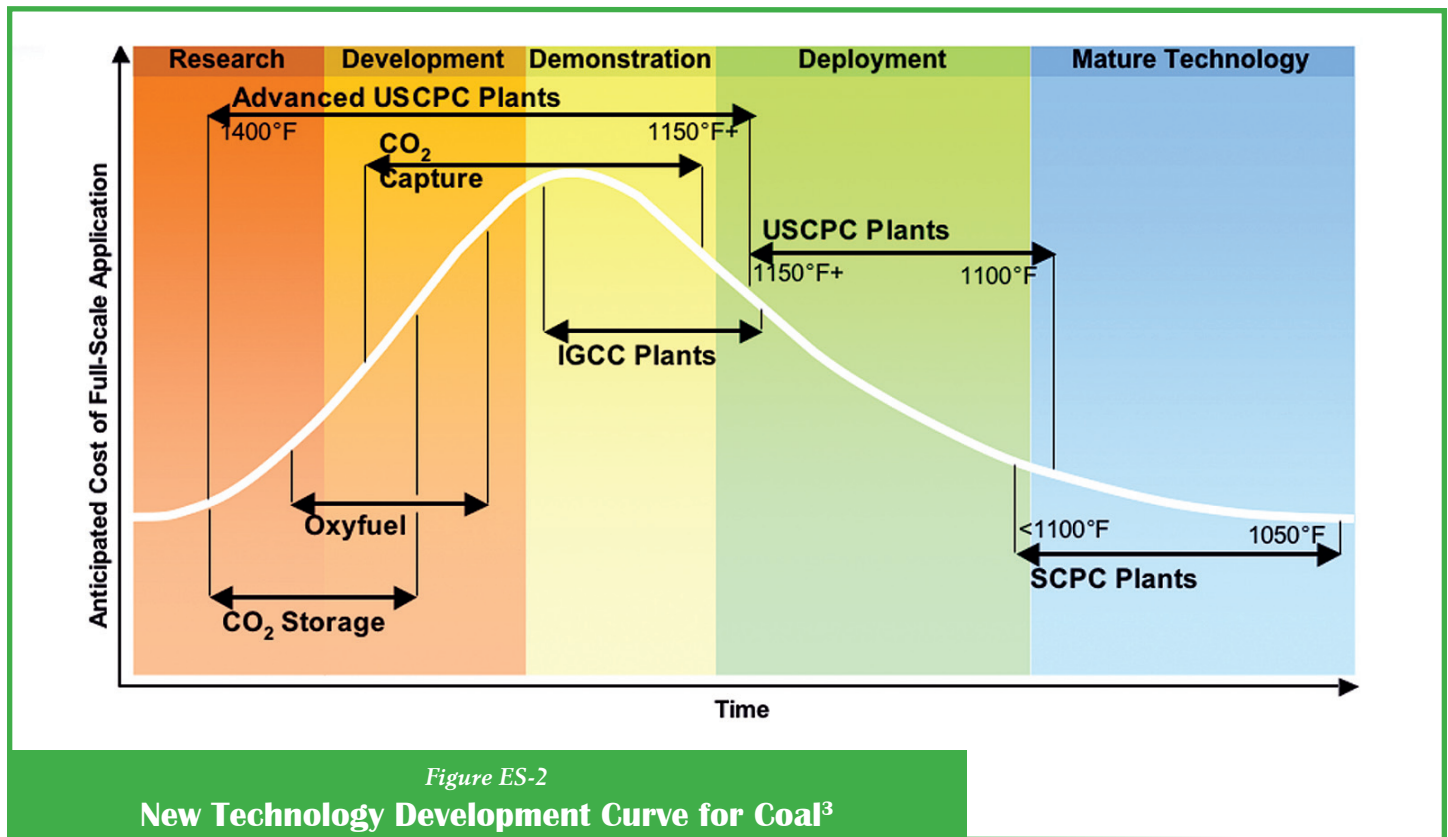 Research Development Demonstration Deployment Mature Technology
Advanced USCPC Plants
1400°F 1150°F+
CO₂
Capture
USCPC Plants
1150°F+ 1100°F
IGCC Plants
Oxyfuel
<1100°F 1050°F
SCPC Plants
CO₂ Storage
Anticipated Cost of Full-Scale Application
Time
Figure ES-2
New Technology Development Curve for Coal³